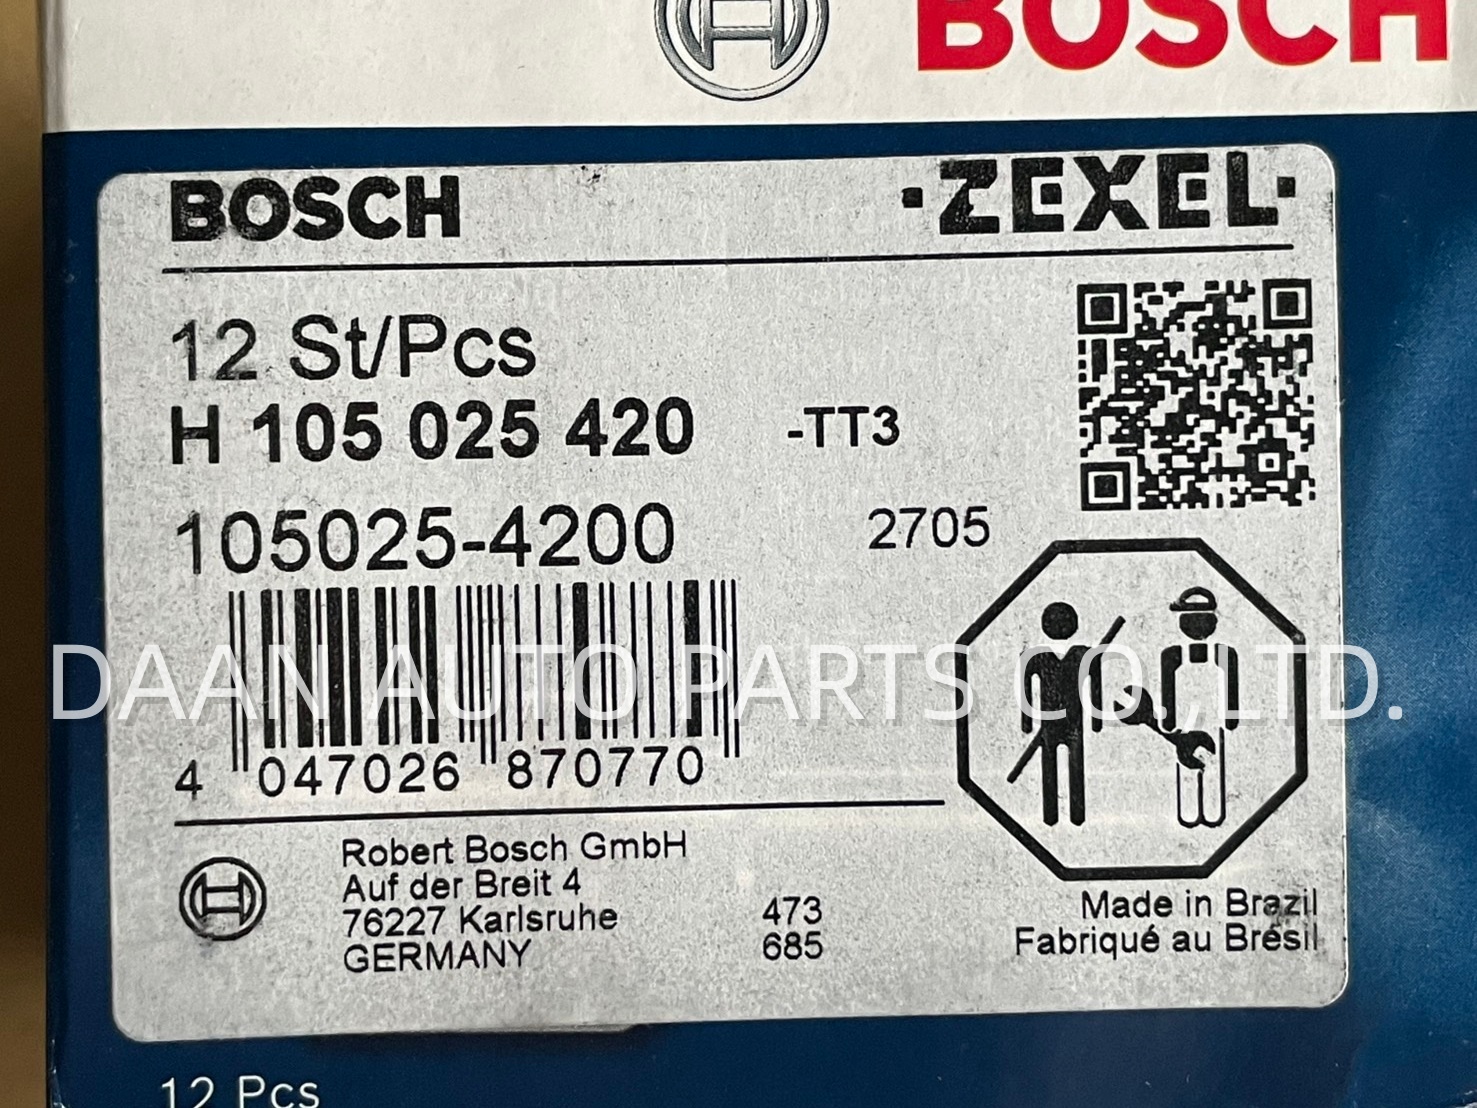 BOSCH
BOSCH ·ZEXEL·
12 St/Pcs
H 105 025 420 -TT3
105025-4200 2705
DAAN AUTO PARTS CO.,LTD.
4 047026 870770
Robert Bosch GmbH
Auf der Breit 4
76227 Karlsruhe 473
GERMANY 685
Made in Brazil
Fabriqué au Brésil
12 Pcs